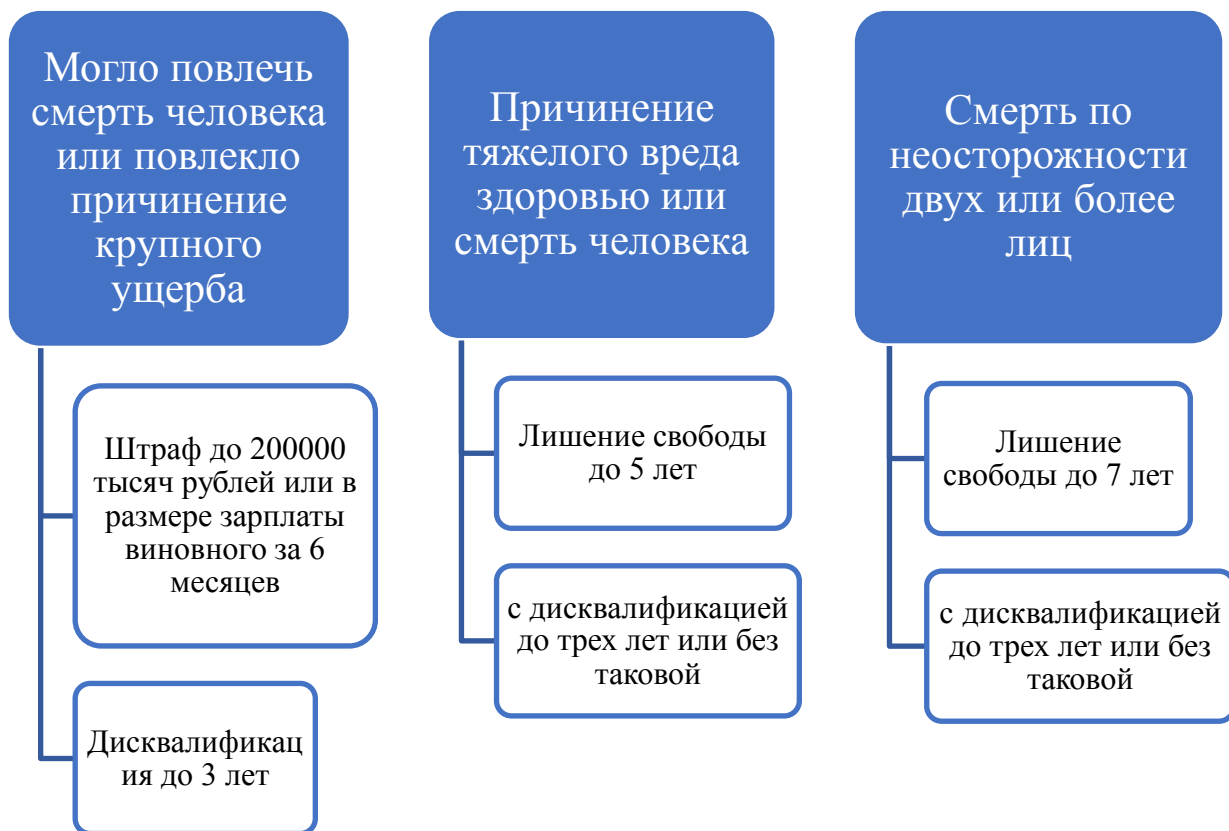 Могло повлечь
смерть человека
или повлекло
причинение
крупного
ущерба
Штраф до 200000
тысяч рублей или в
размере зарплаты
виновного за 6
месяцев
Дисквалификац
ия до 3 лет
Причинение
тяжелого вреда
здоровью или
смерть человека
Лишение свободы
до 5 лет
с дисквалификацией
до трех лет или без
таковой
Смерть по
неосторожности
двух или более
лиц
Лишение
свободы до 7 лет
с дисквалификацией
до трех лет или без
таковой